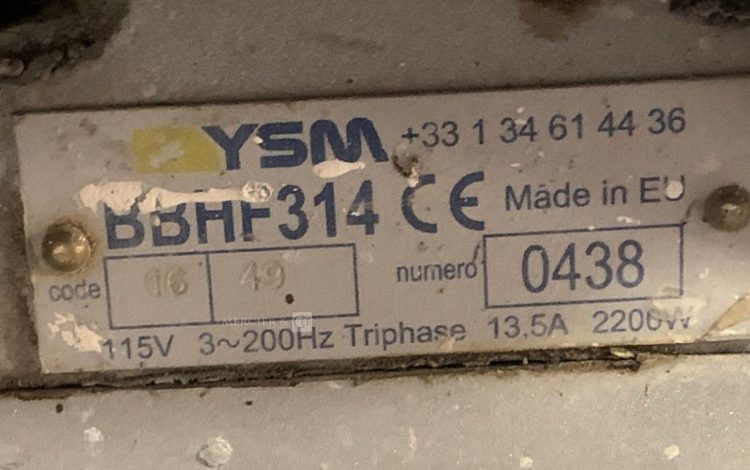 YSM +33 1 34 61 44 36
BBHF314 CE Made in EU
code 16 49 numero 0438
MERCIER &
115V 3~200Hz Triphase 13,5A 2200W